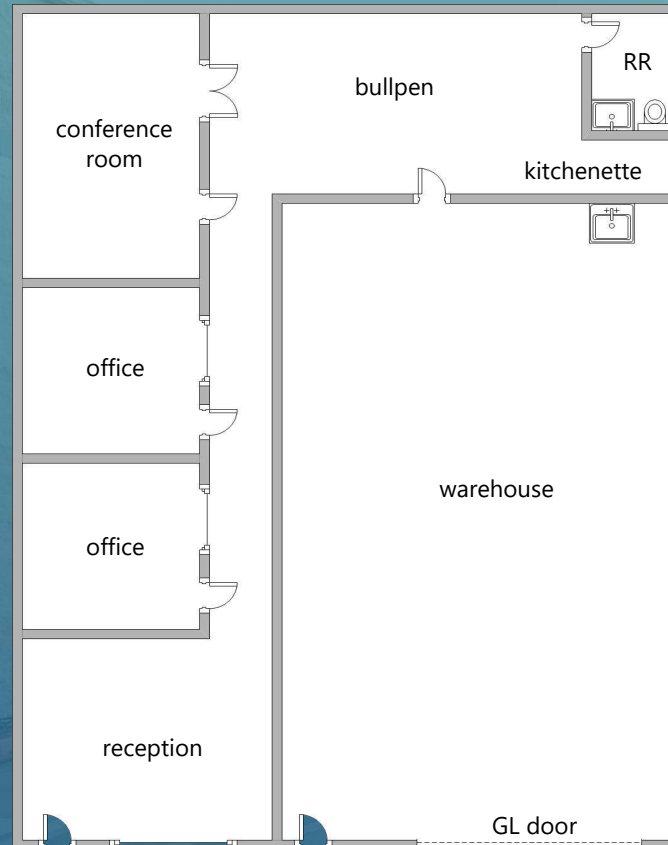 RR
bullpen
conference
room
kitchenette
office
warehouse
office
reception
GL door